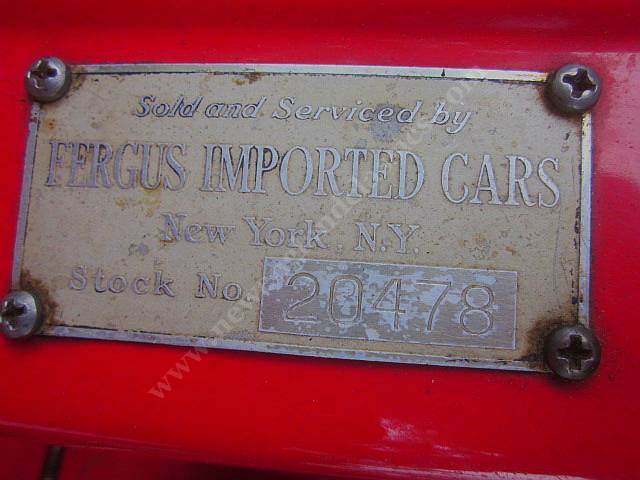 Sold and Serviced by
FERGUS IMPORTED CARS
New York, N.Y.
Stock No. 20478